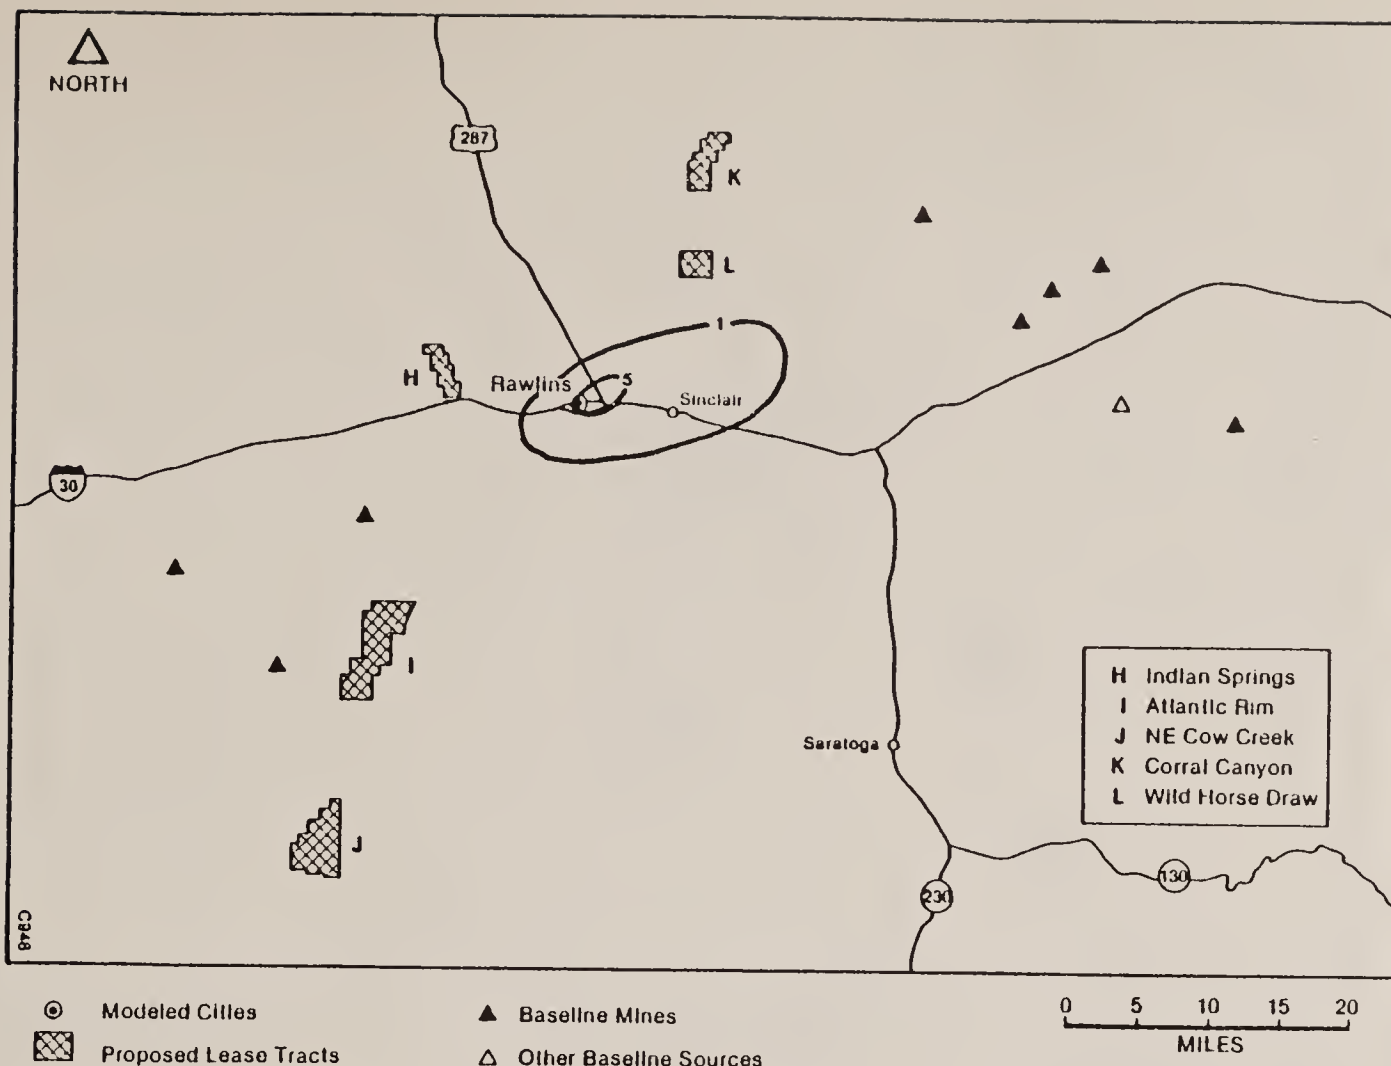 NORTH
287
K
L
1
H
Rawlins
5
Sinclair
30
I
Saratoga
H Indian Springs
I Atlantic Rim
J NE Cow Creek
K Corral Canyon
L Wild Horse Draw
J
130
230
C948
Modeled Cities
Baseline Mines
0 5 10 15 20
Proposed Lease Tracts
Other Baseline Sources
MILES